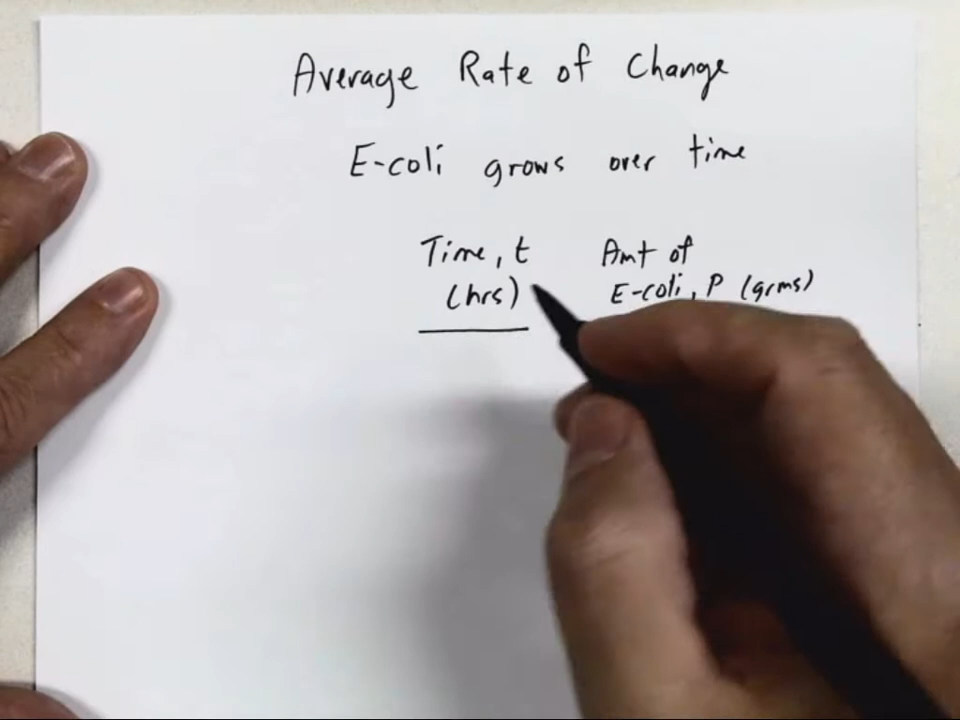 Average Rate of Change
E-coli grows over time
Time, t
(hrs)
Amt of
E-coli, P (grms)